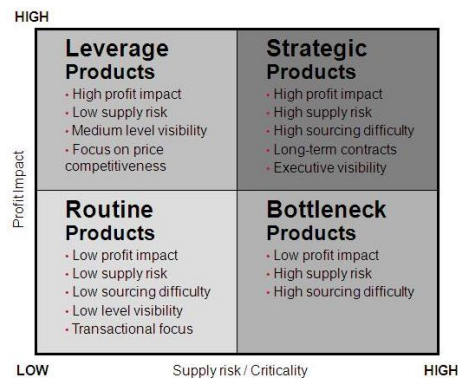 HIGH
Leverage
Products
• High profit impact
• Low supply risk
• Medium level visibility
• Focus on price
competitiveness
Strategic
Products
• High profit impact
• High supply risk
• High sourcing difficulty
• Long-term contracts
• Executive visibility
Profit Impact
Routine
Products
• Low profit impact
• Low supply risk
• Low sourcing difficulty
• Low level visibility
• Transactional focus
Bottleneck
Products
• Low profit impact
• High supply risk
• High sourcing difficulty
LOW
Supply risk / Criticality
HIGH